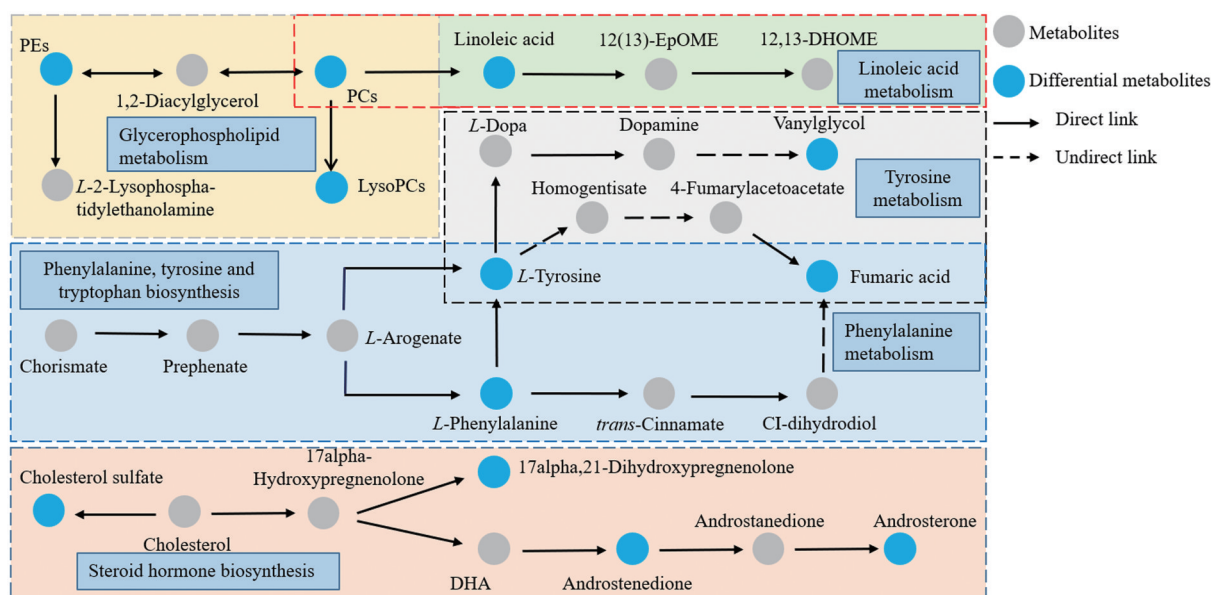 PEs
1,2-Diacylglycerol
PCs
Linoleic acid
12(13)-EpOME
12,13-DHOME
Linoleic acid
metabolism
Metabolites
Differential metabolites
Direct link
Undirect link
Glycerophospholipid
metabolism
L-2-Lysophospha-
tidylethanolamine
LysoPCs
L-Dopa
Dopamine
Vanylglycol
Homogentisate
4-Fumarylacetoacetate
Tyrosine
metabolism
Phenylalanine, tyrosine and
tryptophan biosynthesis
L-Tyrosine
Fumaric acid
Chorismate
Prephenate
L-Arogenate
Phenylalanine
metabolism
L-Phenylalanine
trans-Cinnamate
CI-dihydrodiol
Cholesterol sulfate
17alpha-
Hydroxypregnenolone
17alpha,21-Dihydroxypregnenolone
Cholesterol
Steroid hormone biosynthesis
DHA
Androstenedione
Androstanedione
Androsterone